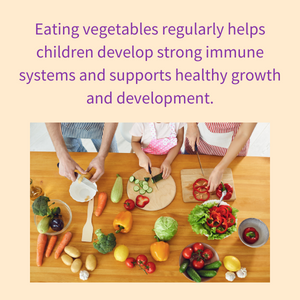 Eating vegetables regularly helps
children develop strong immune
systems and supports healthy growth
and development.